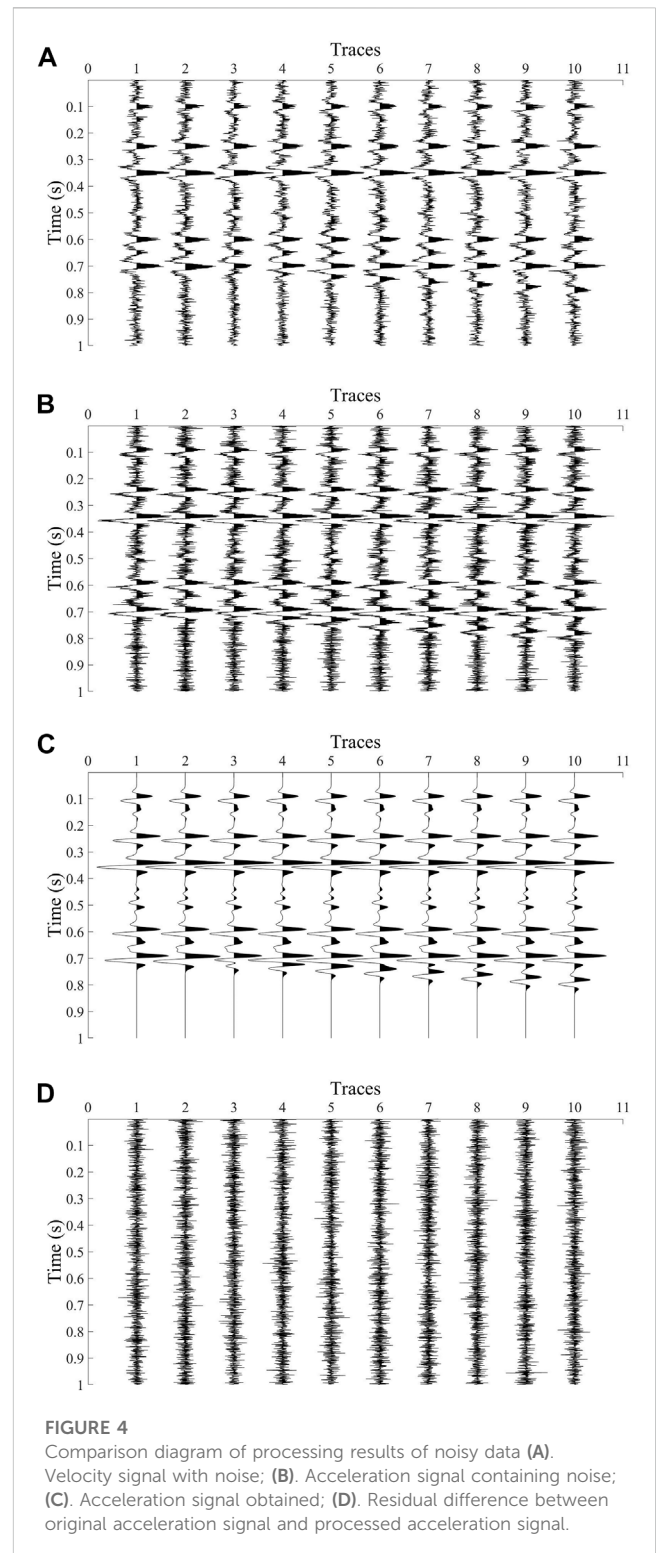 A
Traces
0 1 2 3 4 5 6 7 8 9 10 11
Time (s)
0.1
0.2
0.3
0.4
0.5
0.6
0.7
0.8
0.9
1
B
Traces
0 1 2 3 4 5 6 7 8 9 10 11
Time (s)
0.1
0.2
0.3
0.4
0.5
0.6
0.7
0.8
0.9
1
C
Traces
0 1 2 3 4 5 6 7 8 9 10 11
Time (s)
0.1
0.2
0.3
0.4
0.5
0.6
0.7
0.8
0.9
1
D
Traces
0 1 2 3 4 5 6 7 8 9 10 11
Time (s)
0.1
0.2
0.3
0.4
0.5
0.6
0.7
0.8
0.9
1
FIGURE 4
Comparison diagram of processing results of noisy data (A).
Velocity signal with noise; (B). Acceleration signal containing noise;
(C). Acceleration signal obtained; (D). Residual difference between
original acceleration signal and processed acceleration signal.